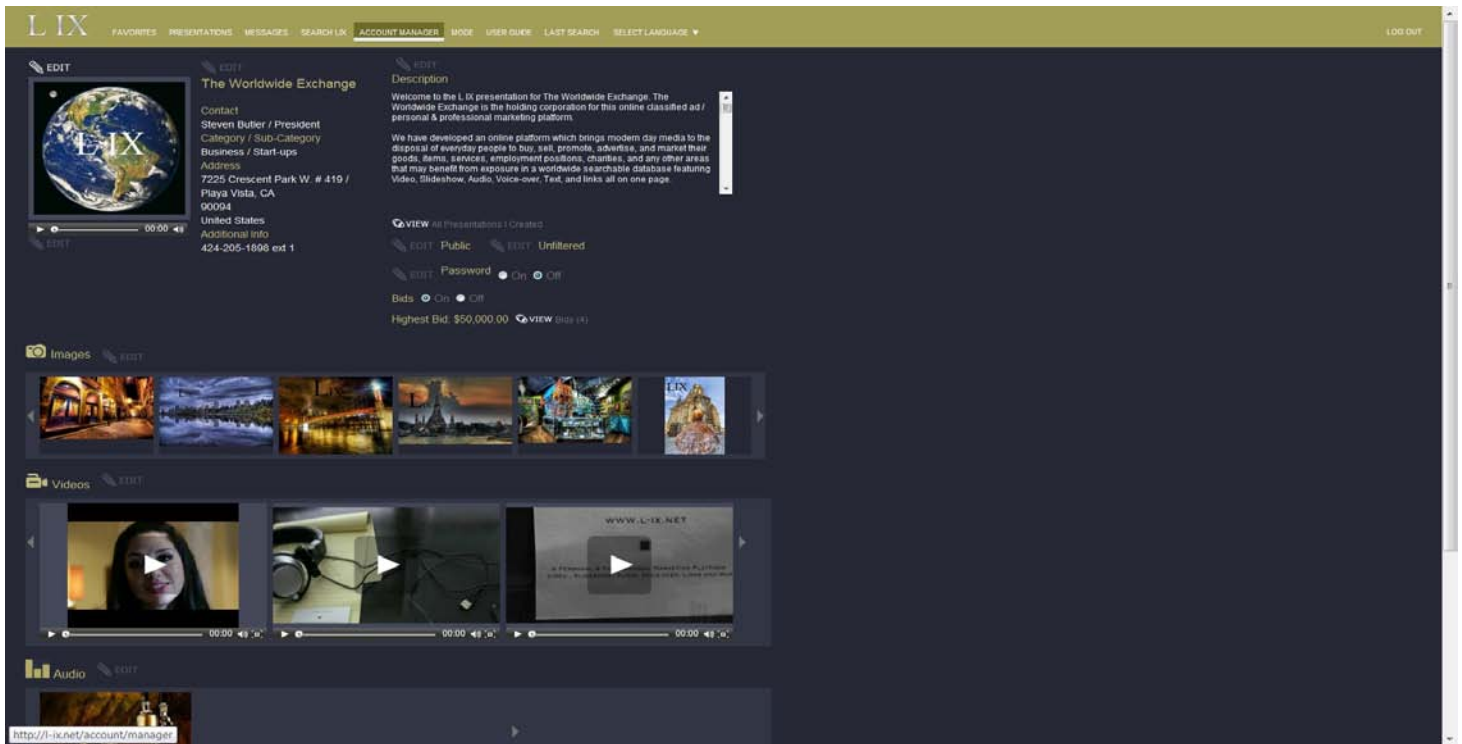 L IX
FAVORITES PRESENTATIONS MESSAGES SEARCH LIX ACCOUNT MANAGER MODE USER GUIDE LAST SEARCH SELECT LANGUAGE ▼ LOG OUT
EDIT
L IX
00:00
EDIT
EDIT
The Worldwide Exchange
Contact
Steven Butler / President
Category / Sub-Category
Business / Start-ups
Address
7225 Crescent Park W. # 419 /
Playa Vista, CA
90094
United States
Additional Info
424-205-1898 ext 1
EDIT
Description
Welcome to the L IX presentation for The Worldwide Exchange. The
Worldwide Exchange is the holding corporation for this online classified ad /
personal & professional marketing platform.
We have developed an online platform which brings modern day media to the
disposal of everyday people to buy, sell, promote, advertise, and market their
goods, items, services, employment positions, charities, and any other areas
that may benefit from exposure in a worldwide searchable database featuring
Video, Slideshow, Audio, Voice-over, Text, and links all on one page.
VIEW All Presentations I Created
EDIT Public EDIT Unfiltered
EDIT Password On Off
Bids On Off
Highest Bid: $50,000.00 VIEW Bids (4)
Images EDIT
L IX
L IX
LIX
Videos EDIT
WWW.L-IX.NET
00:00
00:00
00:00
Audio EDIT
http://l-ix.net/account/manager